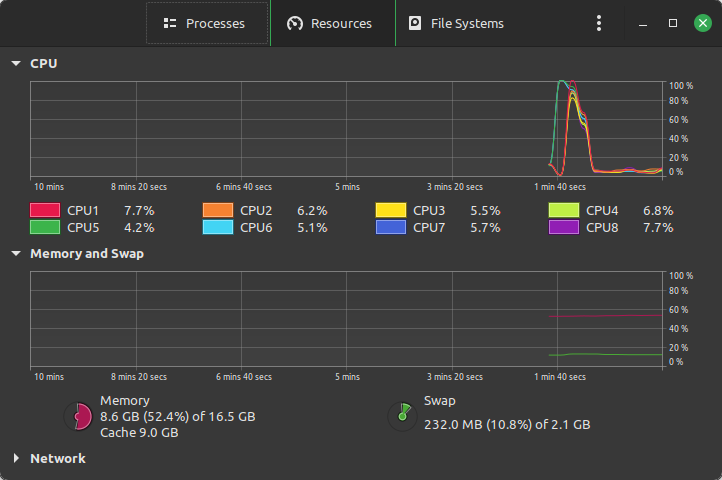 Processes Resources File Systems
CPU
100 %
80 %
60 %
40 %
20 %
0 %
10 mins 8 mins 20 secs 6 mins 40 secs 5 mins 3 mins 20 secs 1 min 40 secs
CPU1 7.7% CPU2 6.2% CPU3 5.5% CPU4 6.8%
CPU5 4.2% CPU6 5.1% CPU7 5.7% CPU8 7.7%
Memory and Swap
100 %
80 %
60 %
40 %
20 %
0 %
10 mins 8 mins 20 secs 6 mins 40 secs 5 mins 3 mins 20 secs 1 min 40 secs
Memory
8.6 GB (52.4%) of 16.5 GB
Cache 9.0 GB
Swap
232.0 MB (10.8%) of 2.1 GB
Network